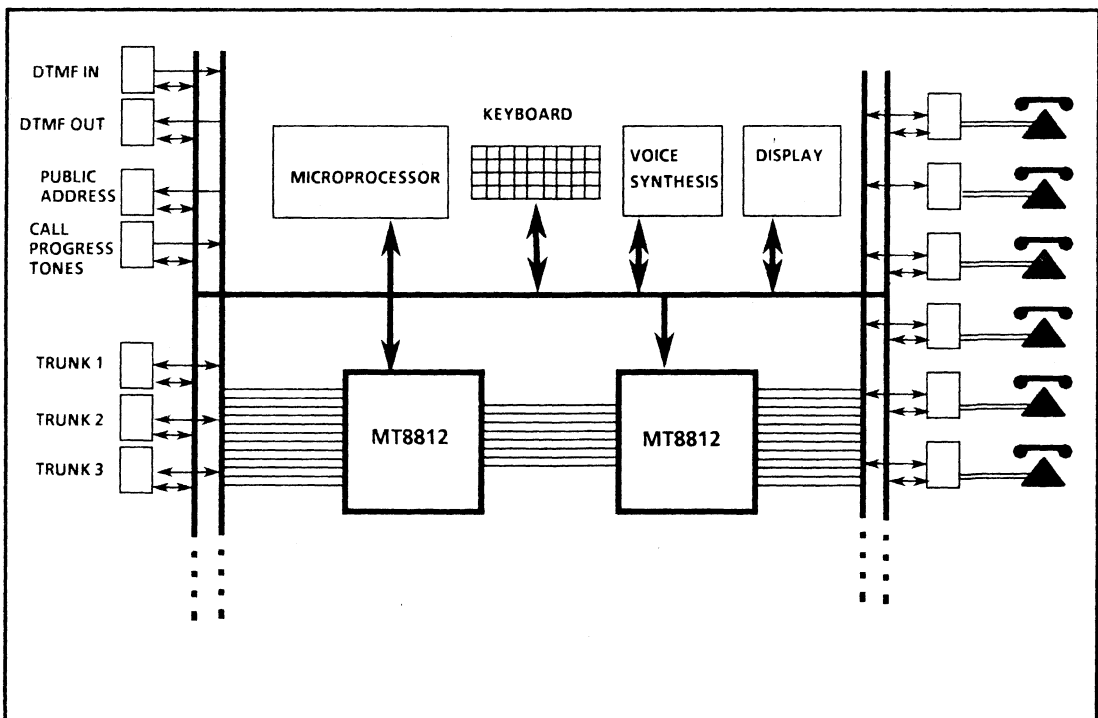 DTMF IN
DTMF OUT
PUBLIC
ADDRESS
CALL
PROGRESS
TONES
TRUNK 1
TRUNK 2
TRUNK 3
MICROPROCESSOR
KEYBOARD
VOICE
SYNTHESIS
DISPLAY
MT8812
MT8812